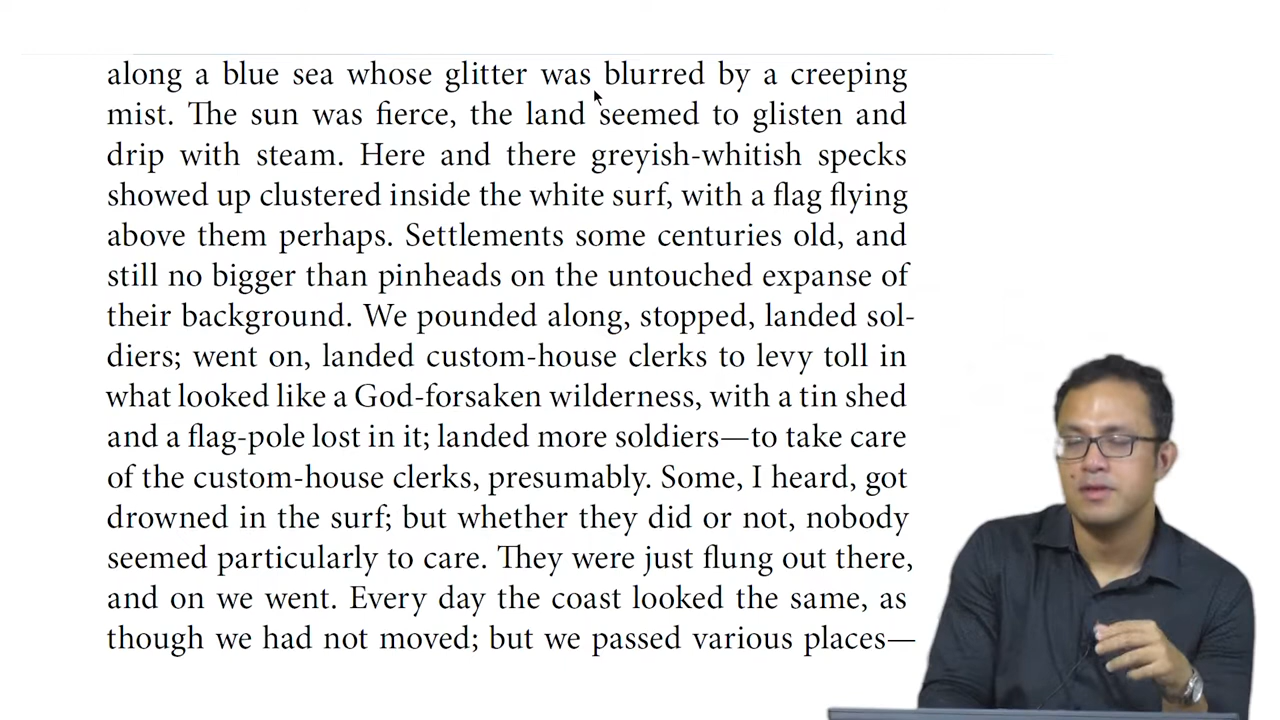 along a blue sea whose glitter was blurred by a creeping
mist. The sun was fierce, the land seemed to glisten and
drip with steam. Here and there greyish-whitish specks
showed up clustered inside the white surf, with a flag flying
above them perhaps. Settlements some centuries old, and
still no bigger than pinheads on the untouched expanse of
their background. We pounded along, stopped, landed sol-
diers; went on, landed custom-house clerks to levy toll in
what looked like a God-forsaken wilderness, with a tin shed
and a flag-pole lost in it; landed more soldiers—to take care
of the custom-house clerks, presumably. Some, I heard, got
drowned in the surf; but whether they did or not, nobody
seemed particularly to care. They were just flung out there,
and on we went. Every day the coast looked the same, as
though we had not moved; but we passed various places—